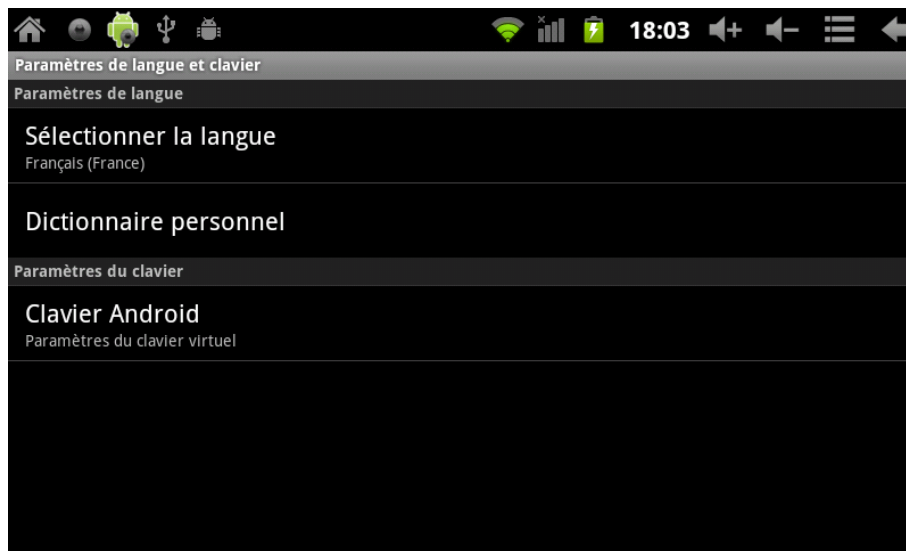 18:03
Paramètres de langue et clavier
Paramètres de langue
Sélectionner la langue
Français (France)
Dictionnaire personnel
Paramètres du clavier
Clavier Android
Paramètres du clavier virtuel